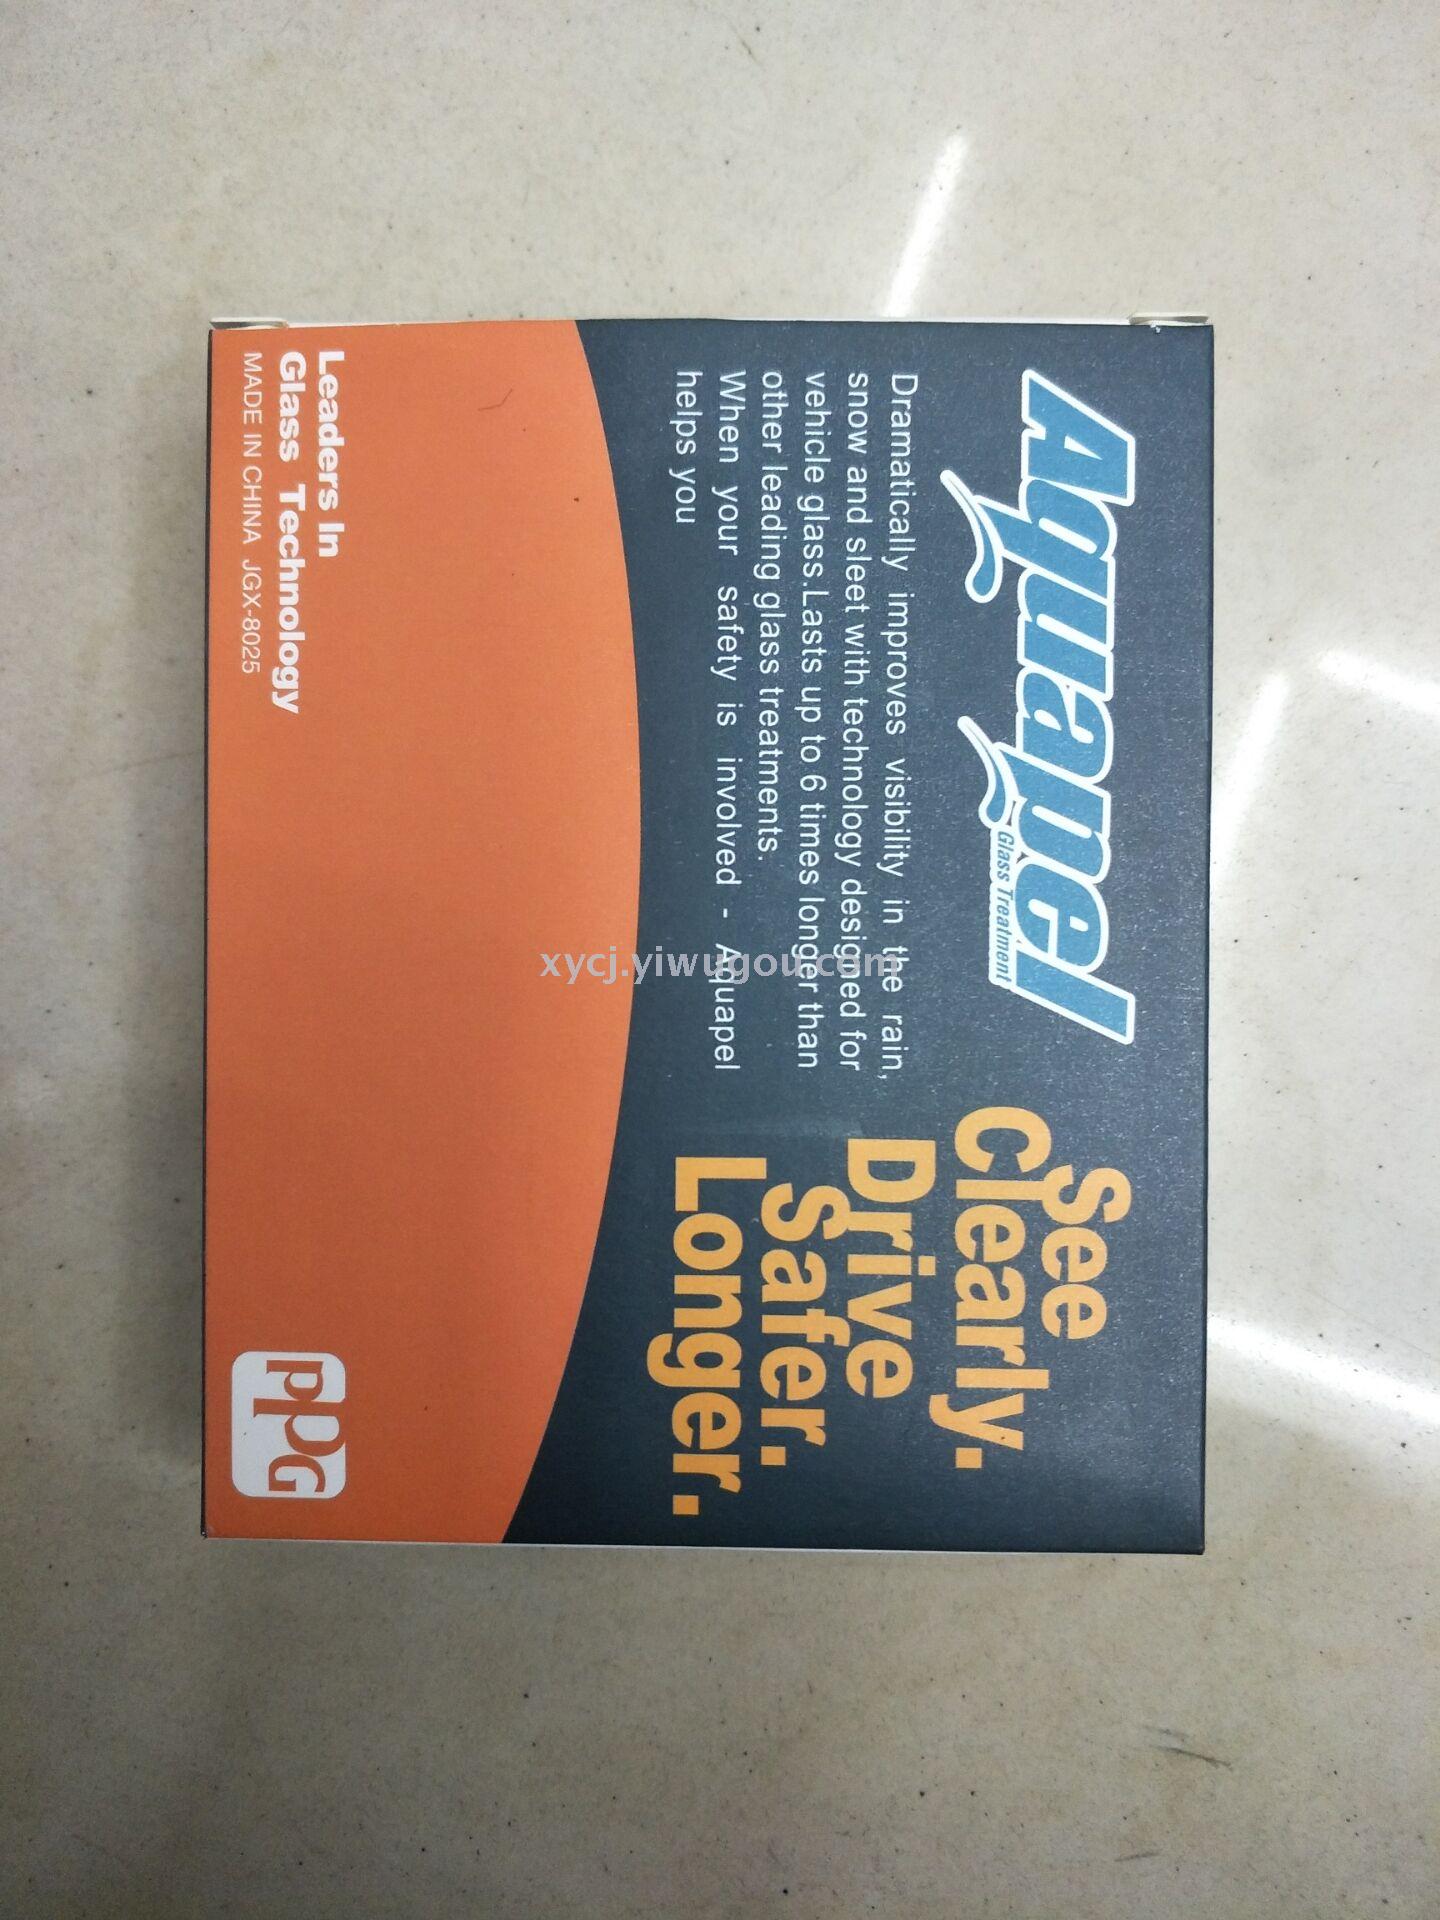 Aquapel
Glass Treatment
See
Clearly.
Drive
Safer.
Longer.
Dramatically improves visibility in the rain,
snow and sleet with technology designed for
vehicle glass.Lasts up to 6 times longer than
other leading glass treatments.
When your safety is involved - Aquapel
helps you
Leaders In
Glass Technology
MADE IN CHINA JGX-8025
PPG
xycj.yiwugou.com